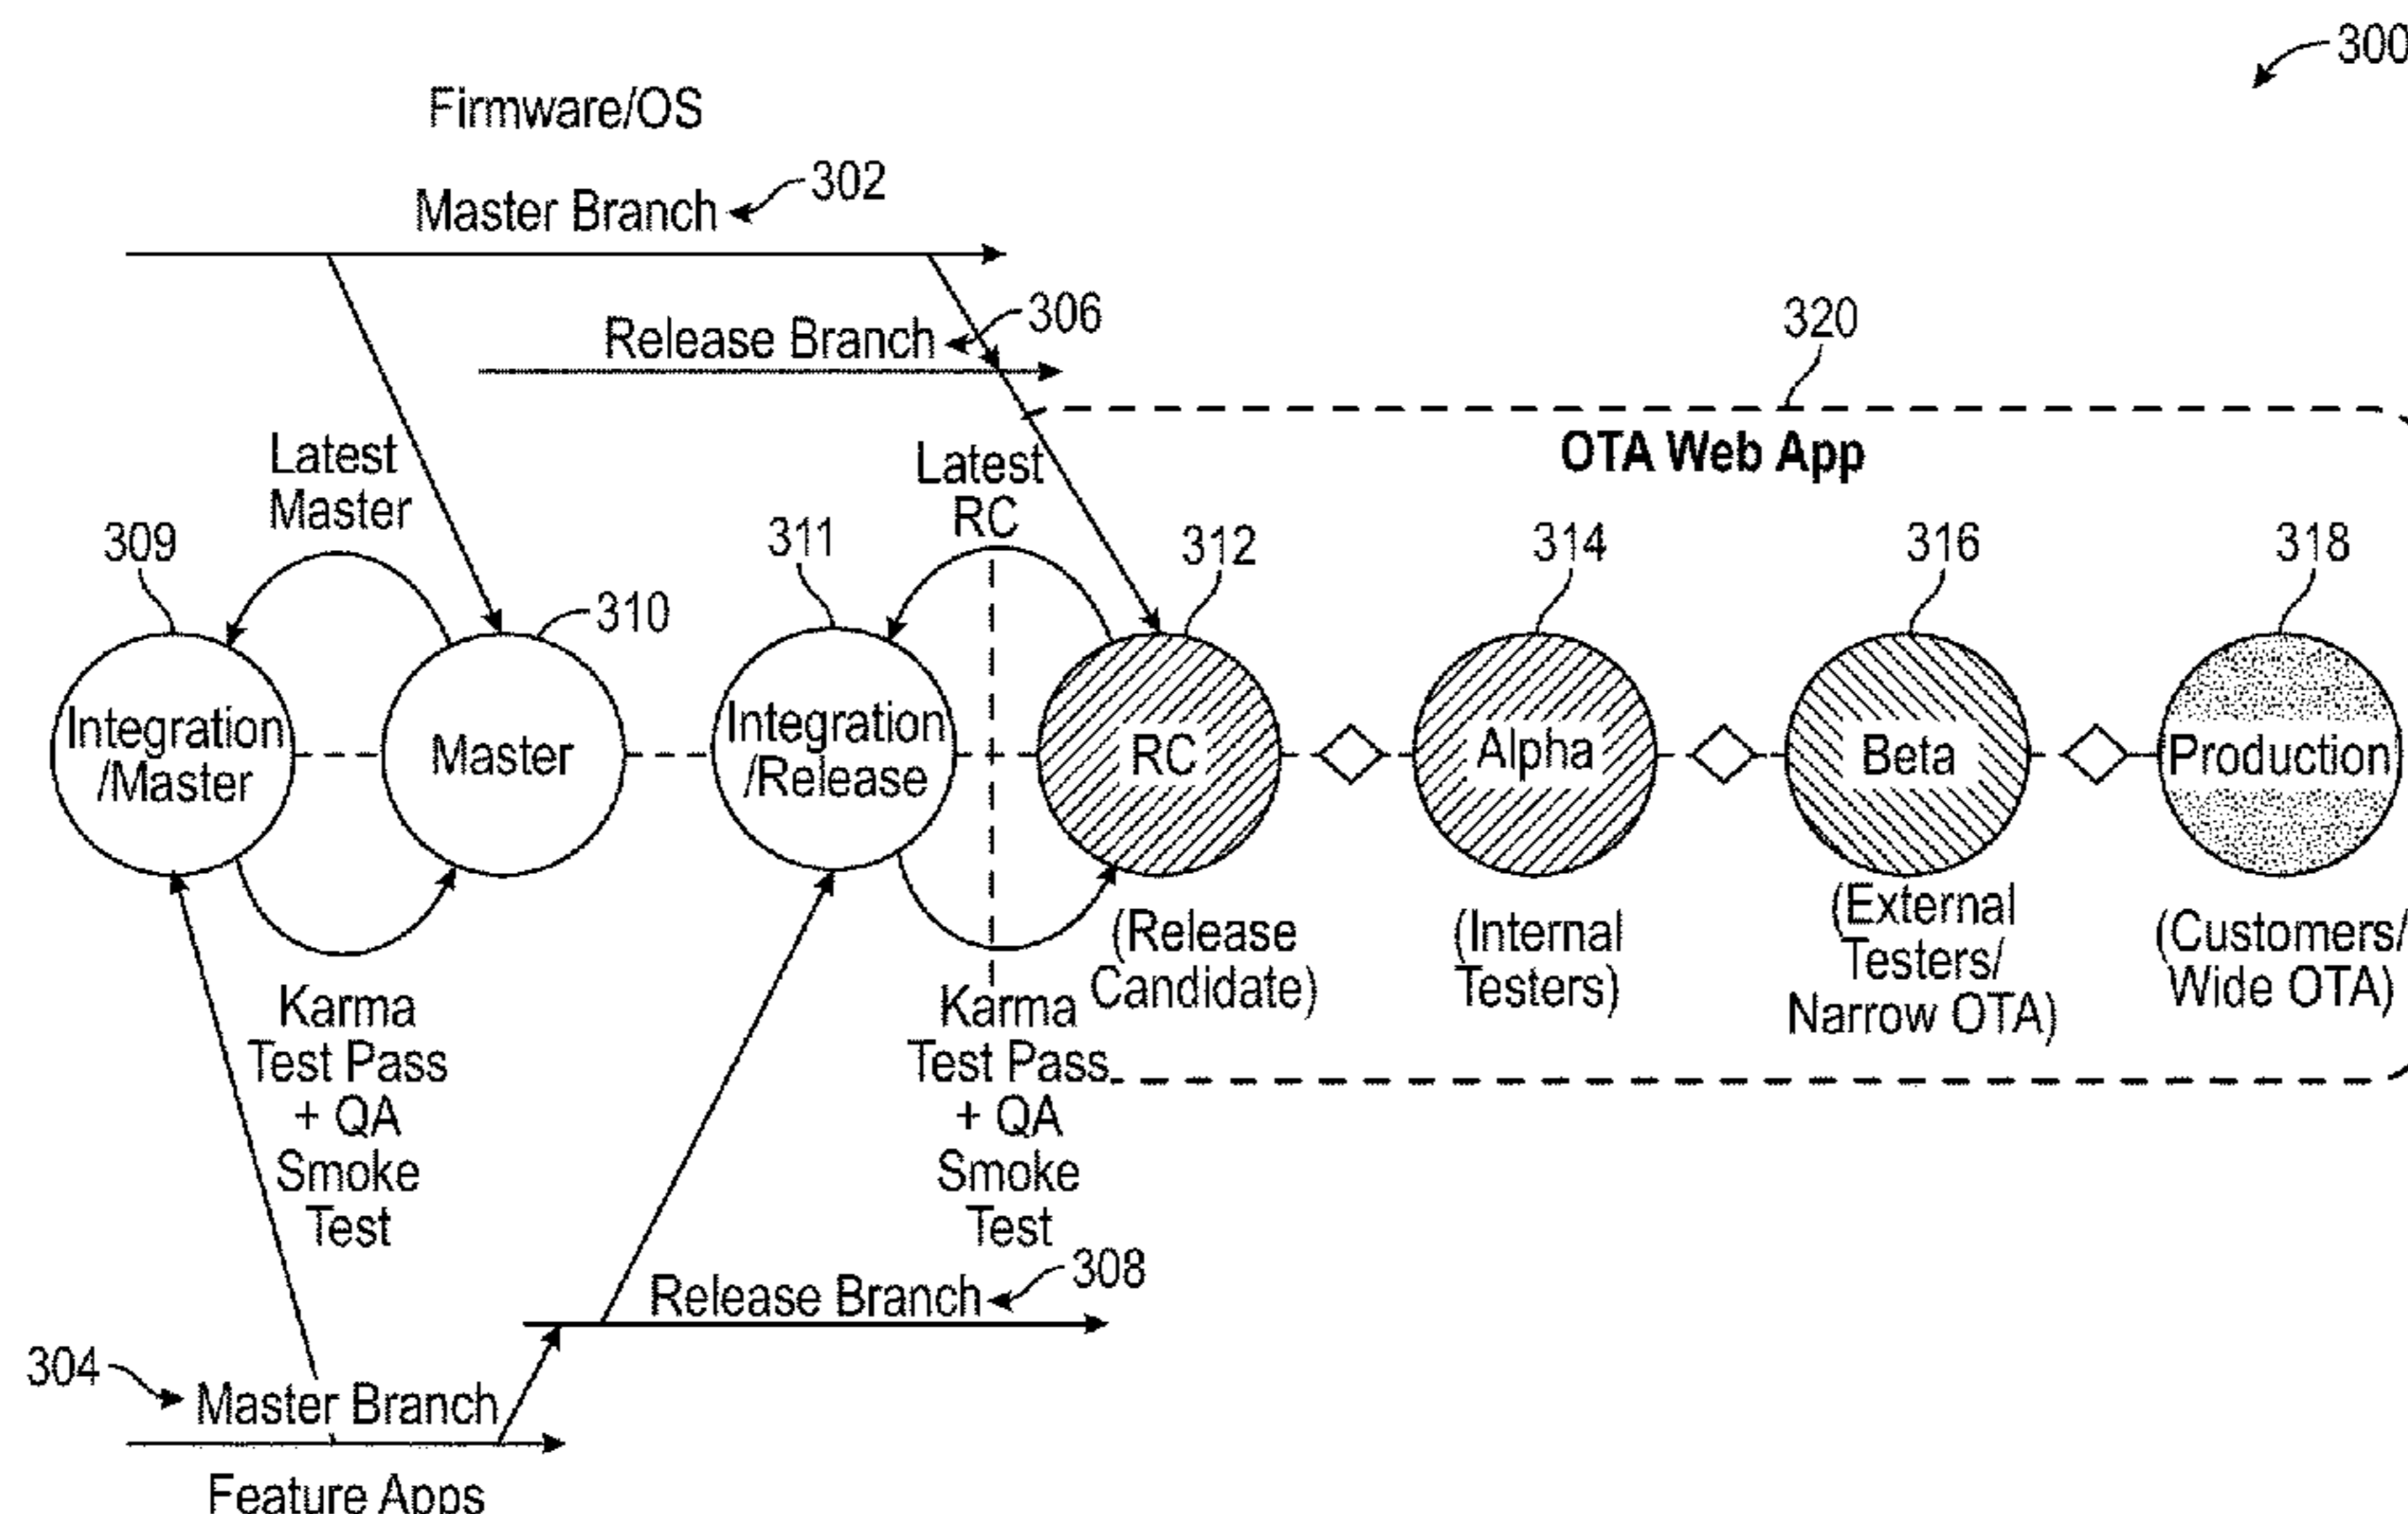 300
Firmware/OS
302
Master Branch
306
Release Branch
320
OTA Web App
Latest
Master
Latest
RC
309
310
311
312
314
316
318
Integration
/Master
Master
Integration
/Release
RC
Alpha
Beta
Production
(Release
Candidate)
(Internal
Testers)
(External
Testers/
Narrow OTA)
(Customers/
Wide OTA)
Karma
Test Pass
+ QA
Smoke
Test
Karma
Test Pass
+ QA
Smoke
Test
308
Release Branch
304
Master Branch
Feature Apps